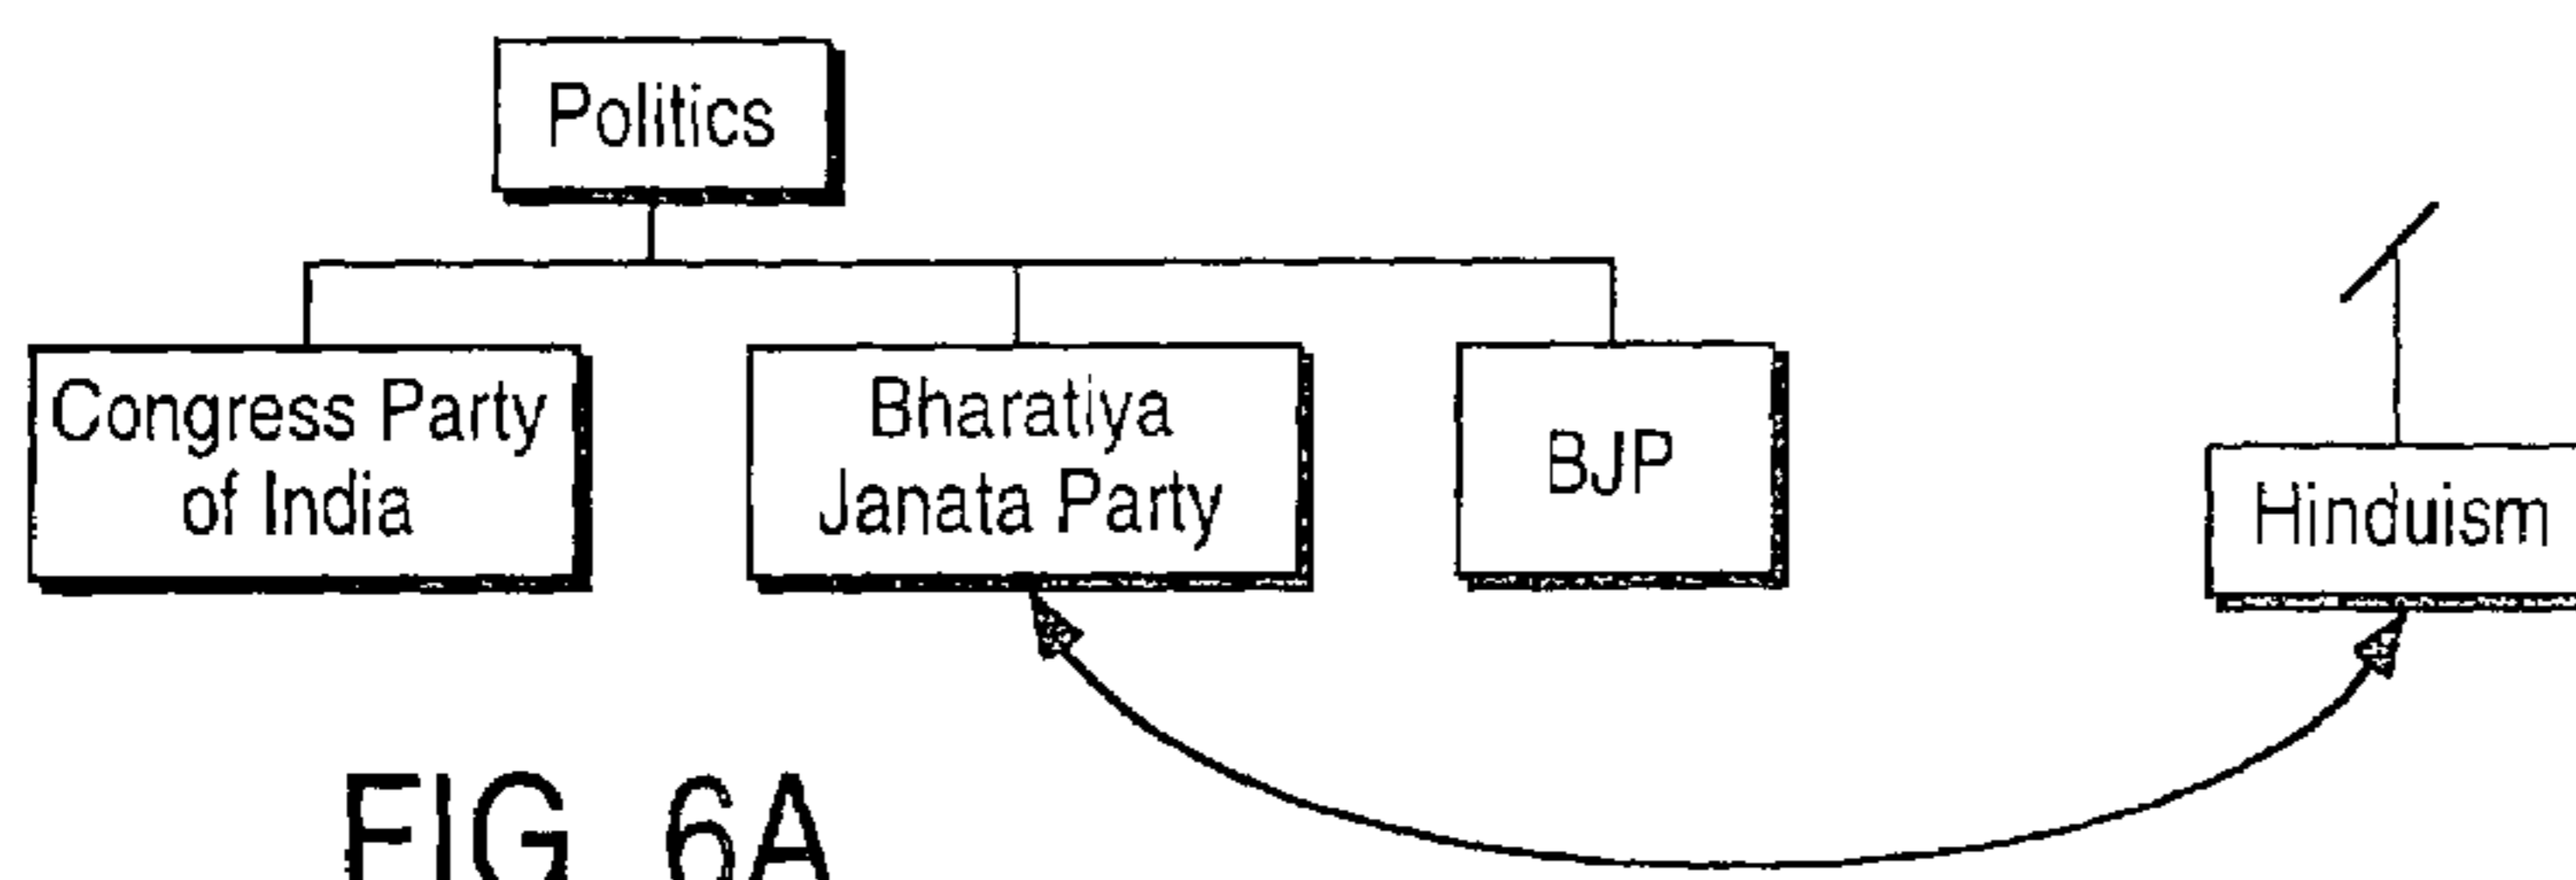 Politics
Congress Party
of India
Bharatiya
Janata Party
BJP
Hinduism
FIG. 6A